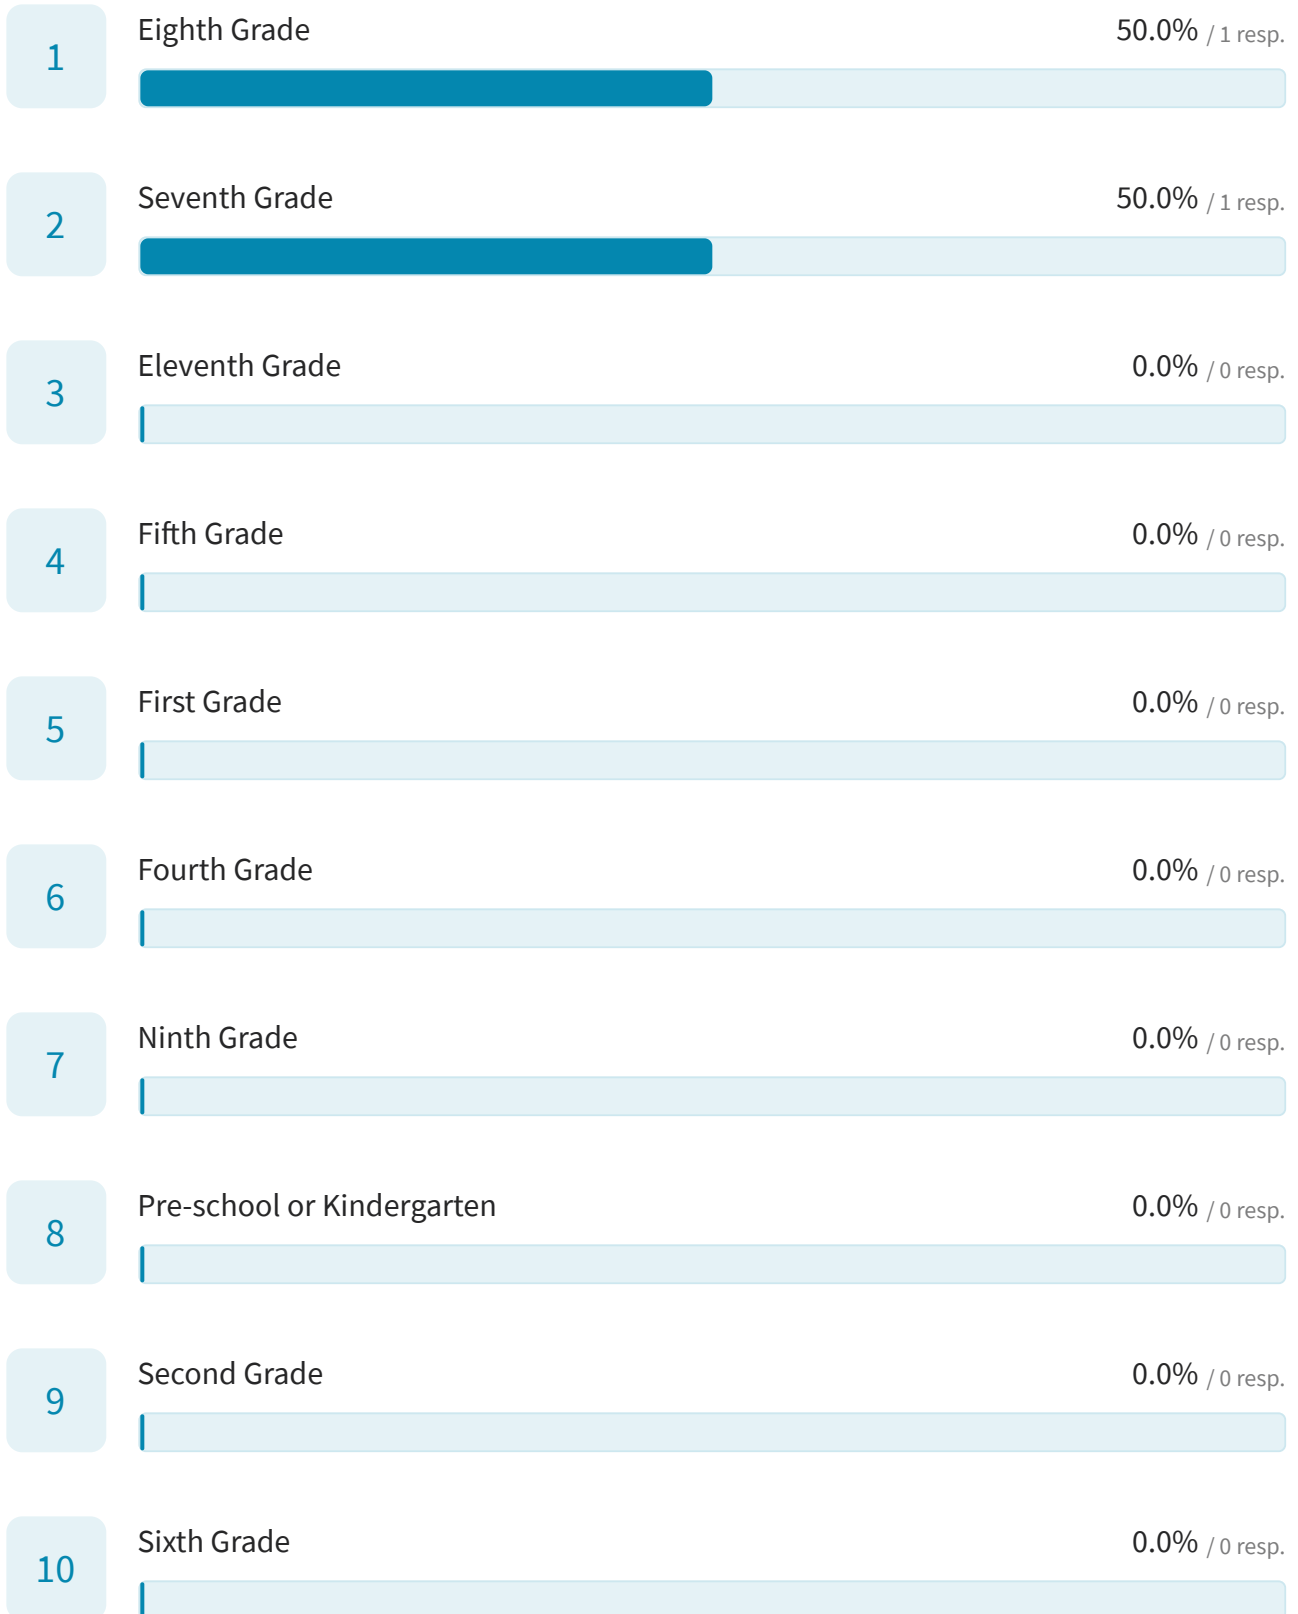 1 Eighth Grade 50.0% / 1 resp.
2 Seventh Grade 50.0% / 1 resp.
3 Eleventh Grade 0.0% / 0 resp.
4 Fifth Grade 0.0% / 0 resp.
5 First Grade 0.0% / 0 resp.
6 Fourth Grade 0.0% / 0 resp.
7 Ninth Grade 0.0% / 0 resp.
8 Pre-school or Kindergarten 0.0% / 0 resp.
9 Second Grade 0.0% / 0 resp.
10 Sixth Grade 0.0% / 0 resp.